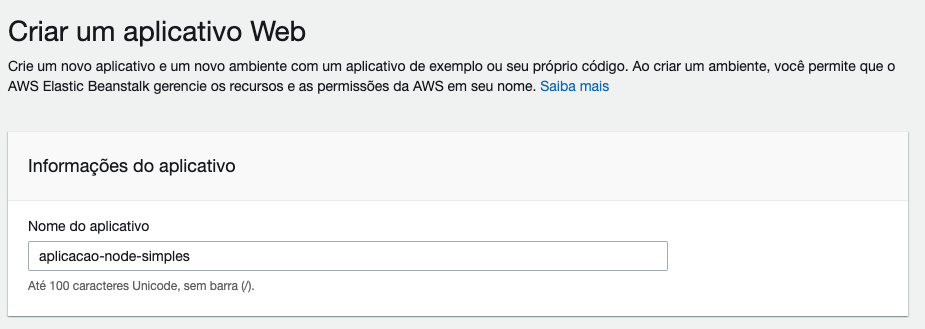 Criar um aplicativo Web
Crie um novo aplicativo e um novo ambiente com um aplicativo de exemplo ou seu próprio código. Ao criar um ambiente, você permite que o
AWS Elastic Beanstalk gerencie os recursos e as permissões da AWS em seu nome. Saiba mais
Informações do aplicativo
Nome do aplicativo
aplicacao-node-simples
Até 100 caracteres Unicode, sem barra (/).